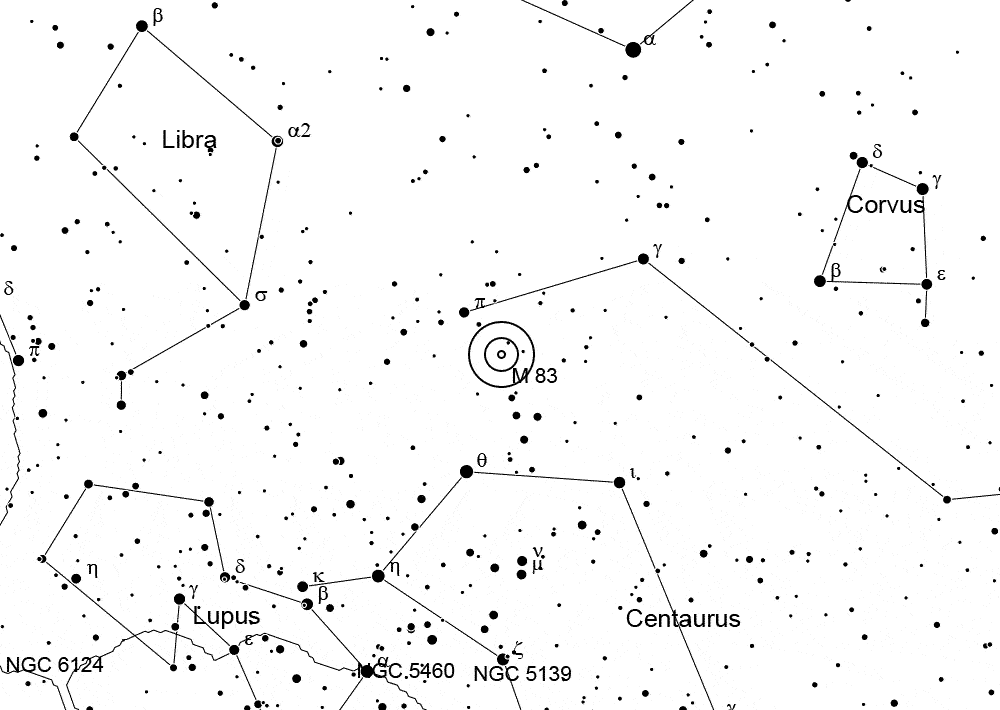 β
α
α2
Libra
δ
γ
Corvus
γ
β
ε
δ
σ
π
π
M 83
θ
ι
ν
μ
η
δ
κ
η
β
γ
Lupus
Centaurus
ε
ζ
α
NGC 6124
NGC 5460
NGC 5139
γ